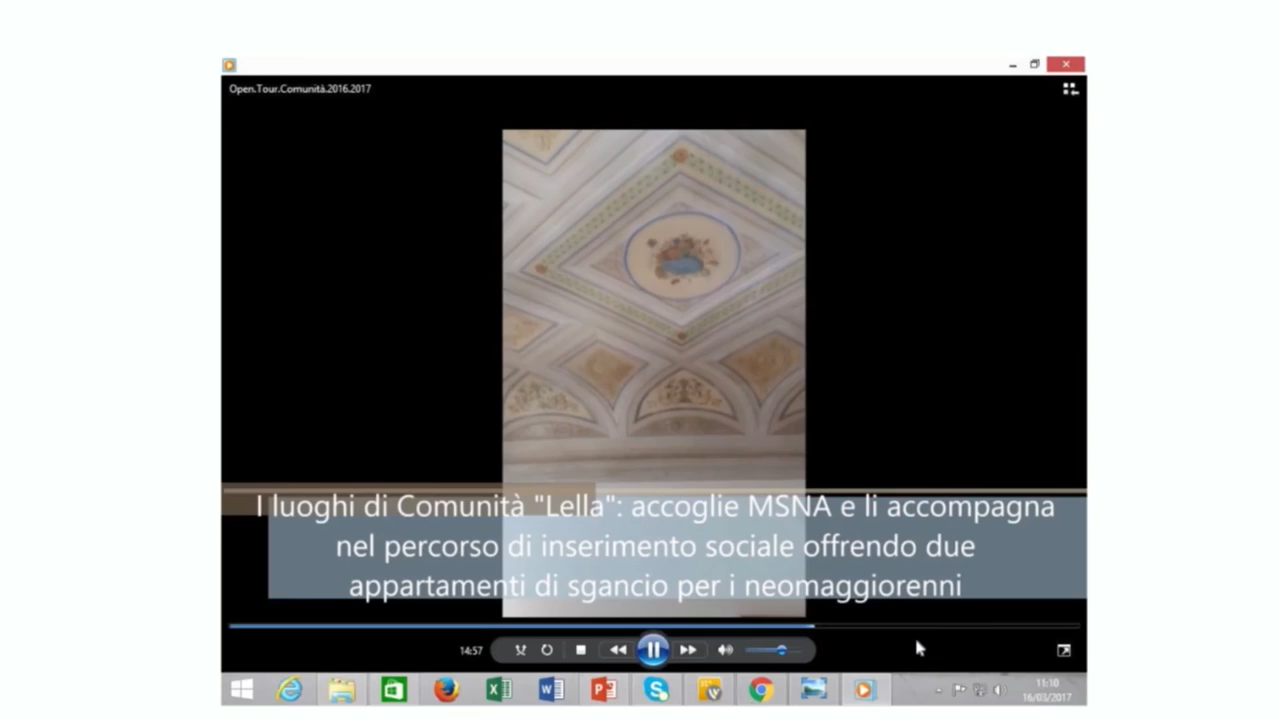 Open.Tour.Comunità.2016.2017
I luoghi di Comunità "Lella": accoglie MSNA e li accompagna
nel percorso di inserimento sociale offrendo due
appartamenti di sgancio per i neomaggiorenni
14:57
11:10
16/03/2017